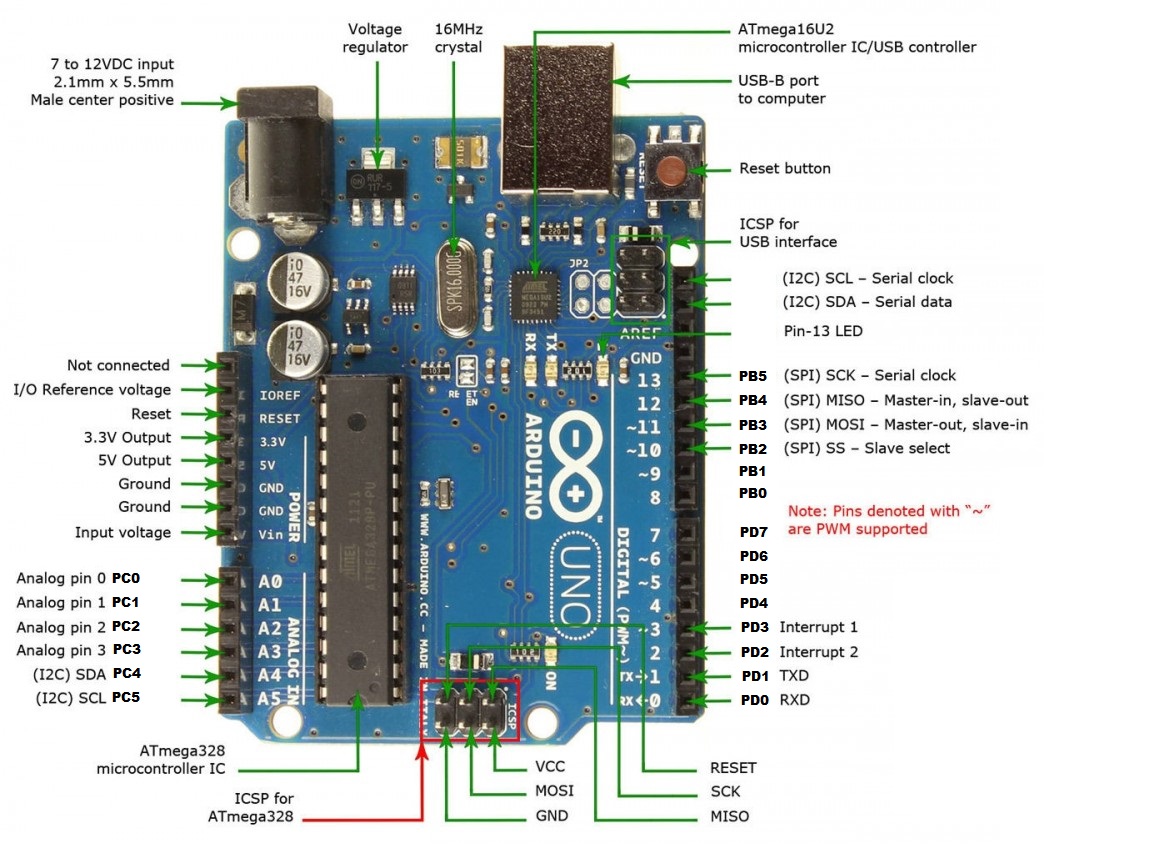 Voltage
regulator
16MHz
crystal
ATmega16U2
microcontroller IC/USB controller
7 to 12VDC input
2.1mm x 5.5mm
Male center positive
USB-B port
to computer
Reset button
ICSP for
USB interface
(I2C) SCL – Serial clock
(I2C) SDA – Serial data
Pin-13 LED
PB5 (SPI) SCK – Serial clock
PB4 (SPI) MISO – Master-in, slave-out
PB3 (SPI) MOSI – Master-out, slave-in
PB2 (SPI) SS – Slave select
PB1
PB0
Note: Pins denoted with “~”
are PWM supported
PD7
PD6
PD5
PD4
PD3 Interrupt 1
PD2 Interrupt 2
PD1 TXD
PD0 RXD
Not connected
I/O Reference voltage
Reset
3.3V Output
5V Output
Ground
Ground
Input voltage
Analog pin 0 PC0
Analog pin 1 PC1
Analog pin 2 PC2
Analog pin 3 PC3
(I2C) SDA PC4
(I2C) SCL PC5
ATmega328
microcontroller IC
ICSP for
ATmega328
VCC
MOSI
GND
RESET
SCK
MISO
RESET
501K
ON
117-5
220
JP2
SPK16.000G
10
47
16V
10
47
16V
RX
TX
AREF
GND
13
12
~11
~10
~9
8
7
~6
~5
4
~3
2
TX→1
RX←0
DIGITAL (PWM~)
IOREF
RESET
3.3V
5V
GND
GND
Vin
POWER
A0
A1
A2
A3
A4
A5
ANALOG IN
ATMEL
ATMEGA328P-PU
1121
WWW.ARDUINO.CC - MADE
ARDUINO
UNO
ON
ICSP